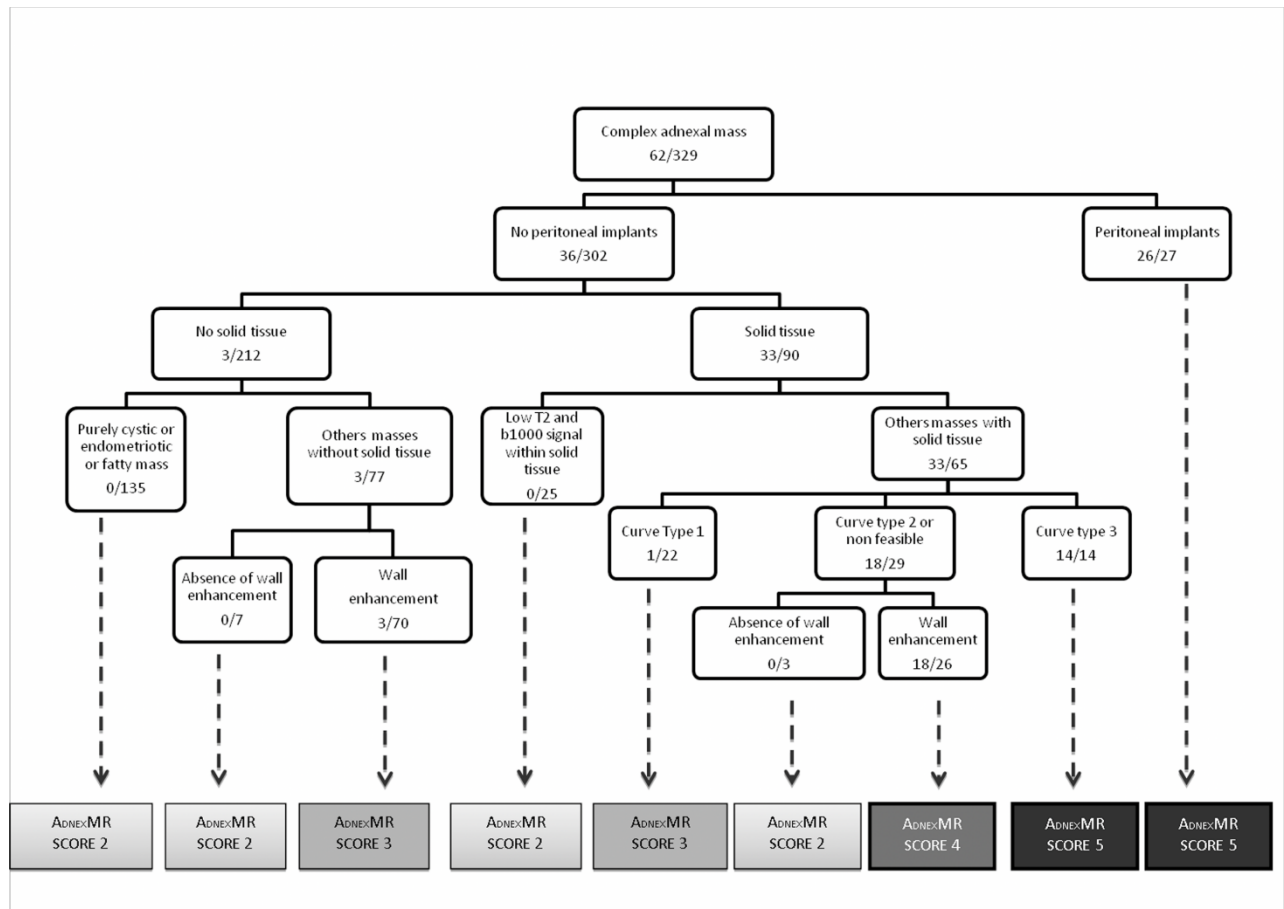 Complex adnexal mass
62/329
No peritoneal implants
36/302
Peritoneal implants
26/27
No solid tissue
3/212
Solid tissue
33/90
Purely cystic or
endometriotic
or fatty mass
0/135
Others masses
without solid tissue
3/77
Low T2 and
b1000 signal
within solid
tissue
0/25
Others masses with
solid tissue
33/65
Absence of wall
enhancement
0/7
Wall
enhancement
3/70
Curve Type 1
1/22
Curve type 2 or
non feasible
18/29
Curve type 3
14/14
Absence of wall
enhancement
0/3
Wall
enhancement
18/26
ADNEXMR
SCORE 2
ADNEXMR
SCORE 2
ADNEXMR
SCORE 3
ADNEXMR
SCORE 2
ADNEXMR
SCORE 3
ADNEXMR
SCORE 2
ADNEXMR
SCORE 4
ADNEXMR
SCORE 5
ADNEXMR
SCORE 5